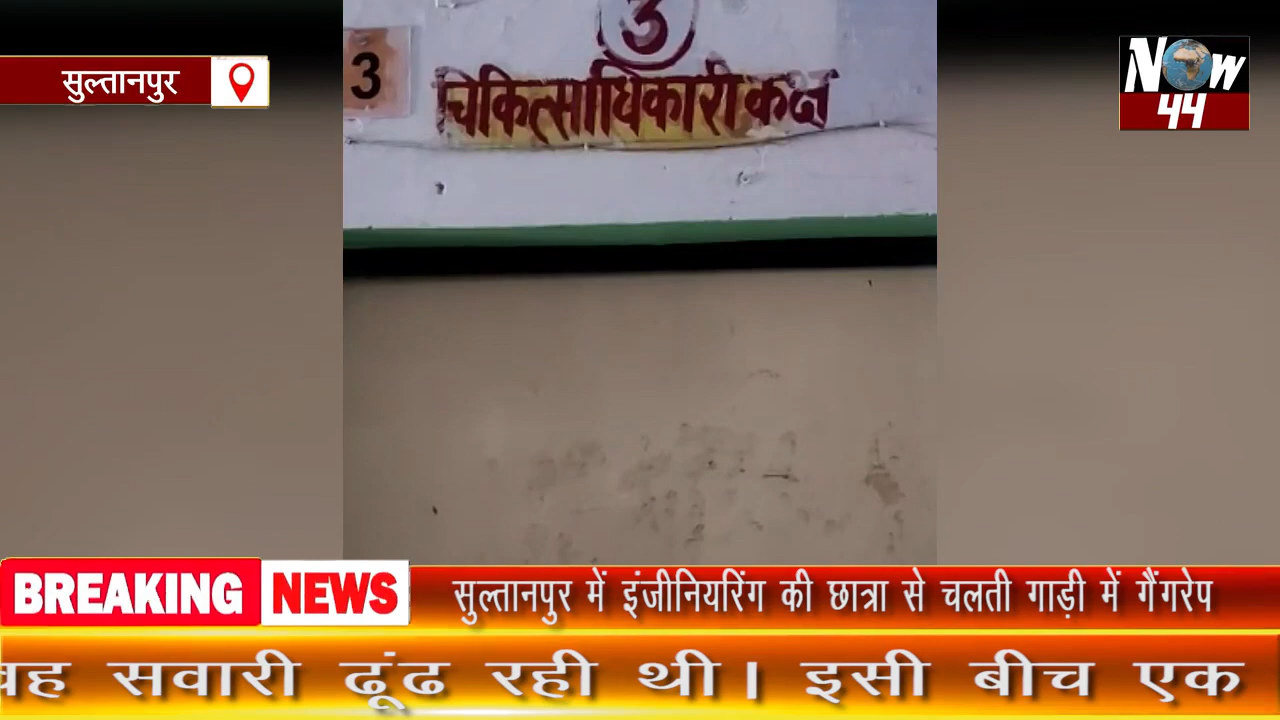 3
3
चिकित्साधिकारी कक्ष
सुल्तानपुर
NOW
44
BREAKING NEWS
सुल्तानपुर में इंजीनियरिंग की छात्रा से चलती गाड़ी में गैंगरेप
सवारी ढूंढ रही थी। इसी बीच एक